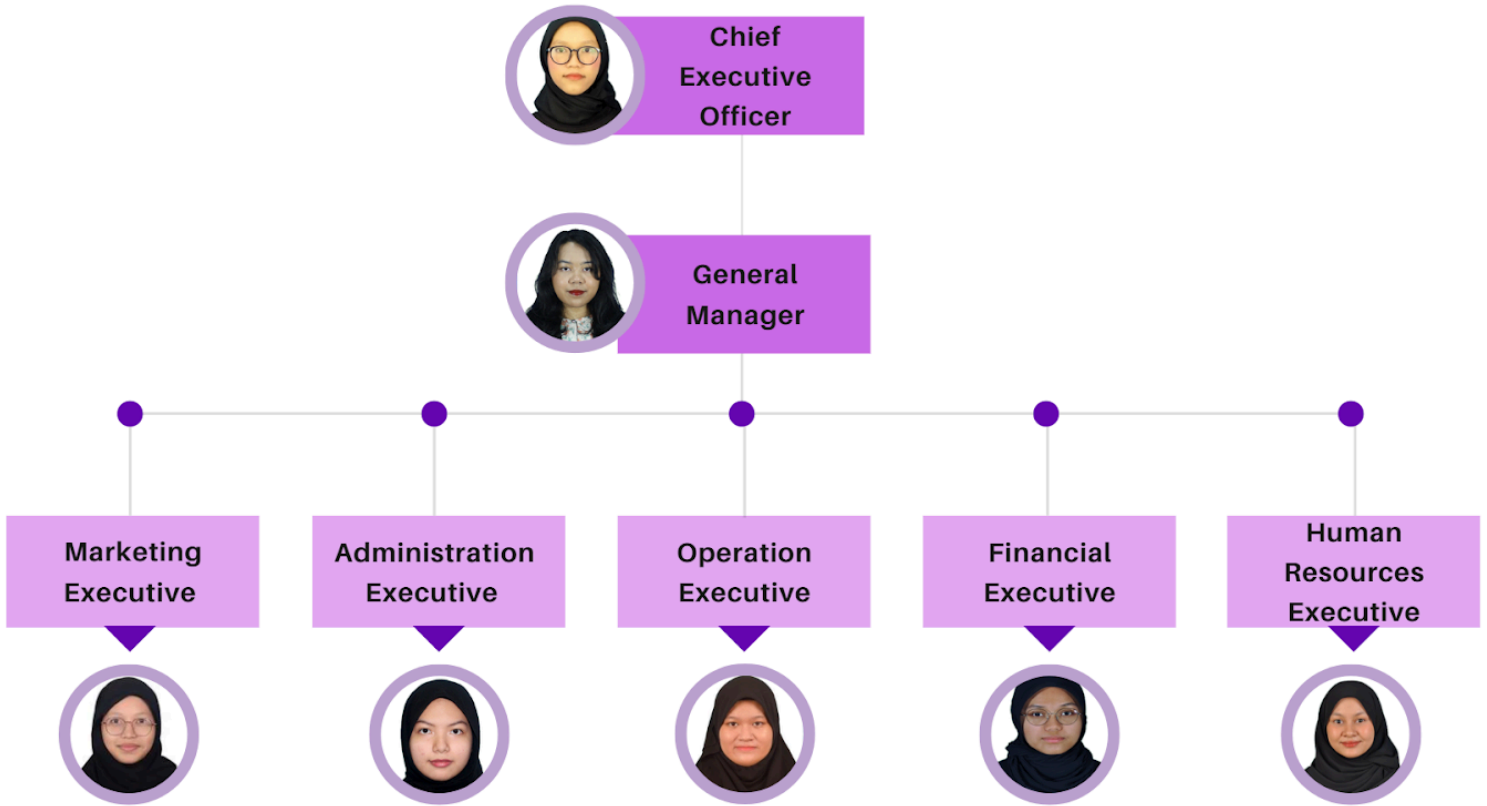 Chief
Executive
Officer
General
Manager
Marketing
Executive
Administration
Executive
Operation
Executive
Financial
Executive
Human
Resources
Executive